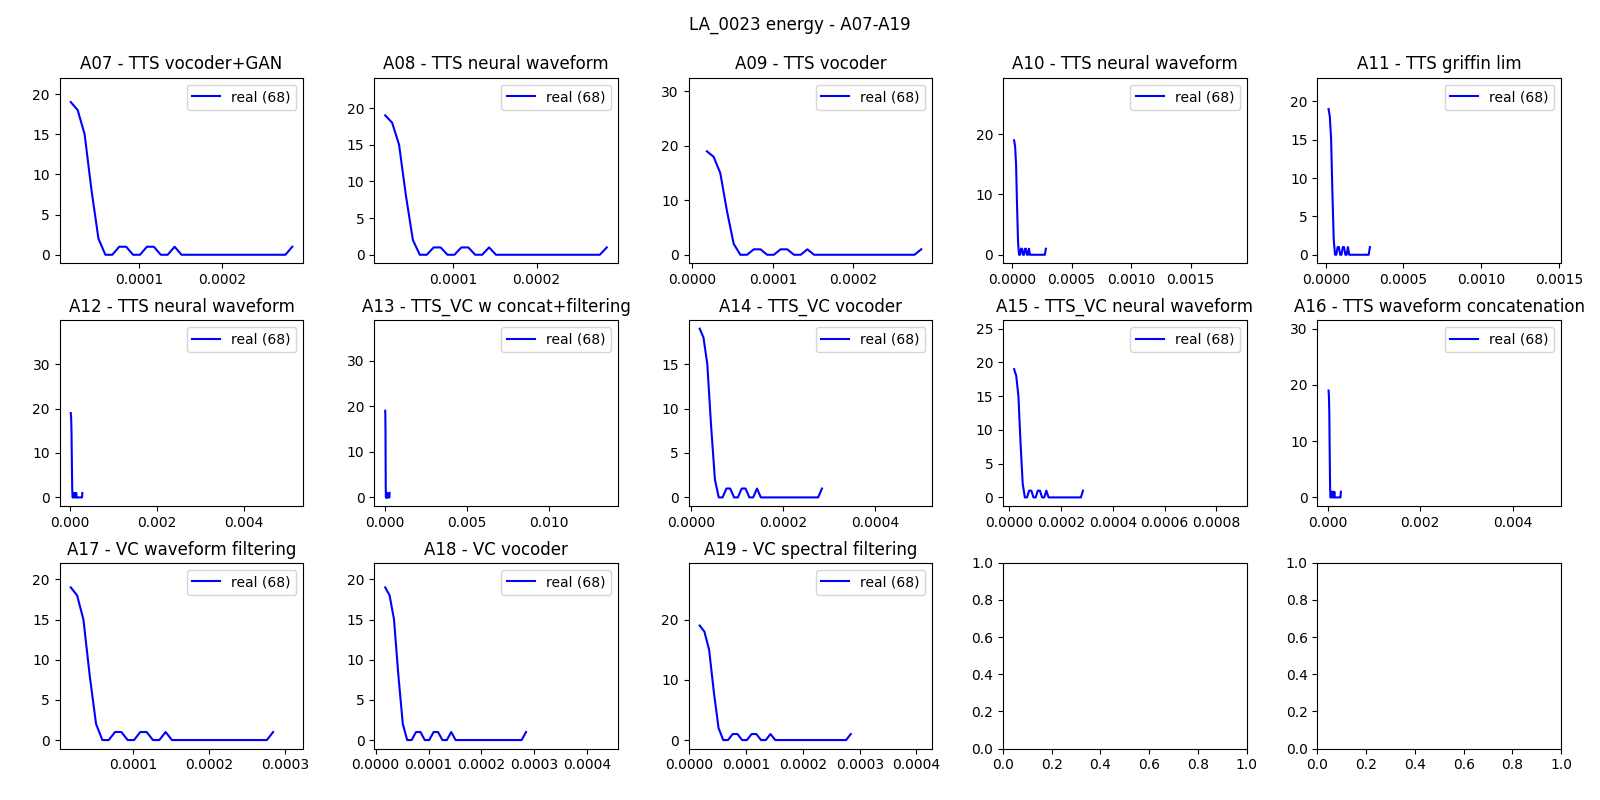 LA_0023 energy - A07-A19
A07 - TTS vocoder+GAN
real (68)
20
15
10
5
0
0.0001 0.0002
A08 - TTS neural waveform
real (68)
20
15
10
5
0
0.0001 0.0002
A09 - TTS vocoder
real (68)
30
20
10
0
0.0000 0.0001 0.0002
A10 - TTS neural waveform
real (68)
20
10
0
0.0000 0.0005 0.0010 0.0015
A11 - TTS griffin lim
real (68)
20
15
10
5
0
0.0000 0.0005 0.0010 0.0015
A12 - TTS neural waveform
real (68)
30
20
10
0
0.000 0.002 0.004
A13 - TTS_VC w concat+filtering
real (68)
30
20
10
0
0.000 0.005 0.010
A14 - TTS_VC vocoder
real (68)
15
10
5
0
0.0000 0.0002 0.0004
A15 - TTS_VC neural waveform
real (68)
25
20
15
10
5
0
0.0000 0.0002 0.0004 0.0006 0.0008
A16 - TTS waveform concatenation
real (68)
30
20
10
0
0.000 0.002 0.004
A17 - VC waveform filtering
real (68)
20
15
10
5
0
0.0001 0.0002 0.0003
A18 - VC vocoder
real (68)
20
15
10
5
0
0.0000 0.0001 0.0002 0.0003 0.0004
A19 - VC spectral filtering
real (68)
20
10
0
0.0000 0.0001 0.0002 0.0003 0.0004
1.0
0.8
0.6
0.4
0.2
0.0
0.0 0.2 0.4 0.6 0.8 1.0
1.0
0.8
0.6
0.4
0.2
0.0
0.0 0.2 0.4 0.6 0.8 1.0